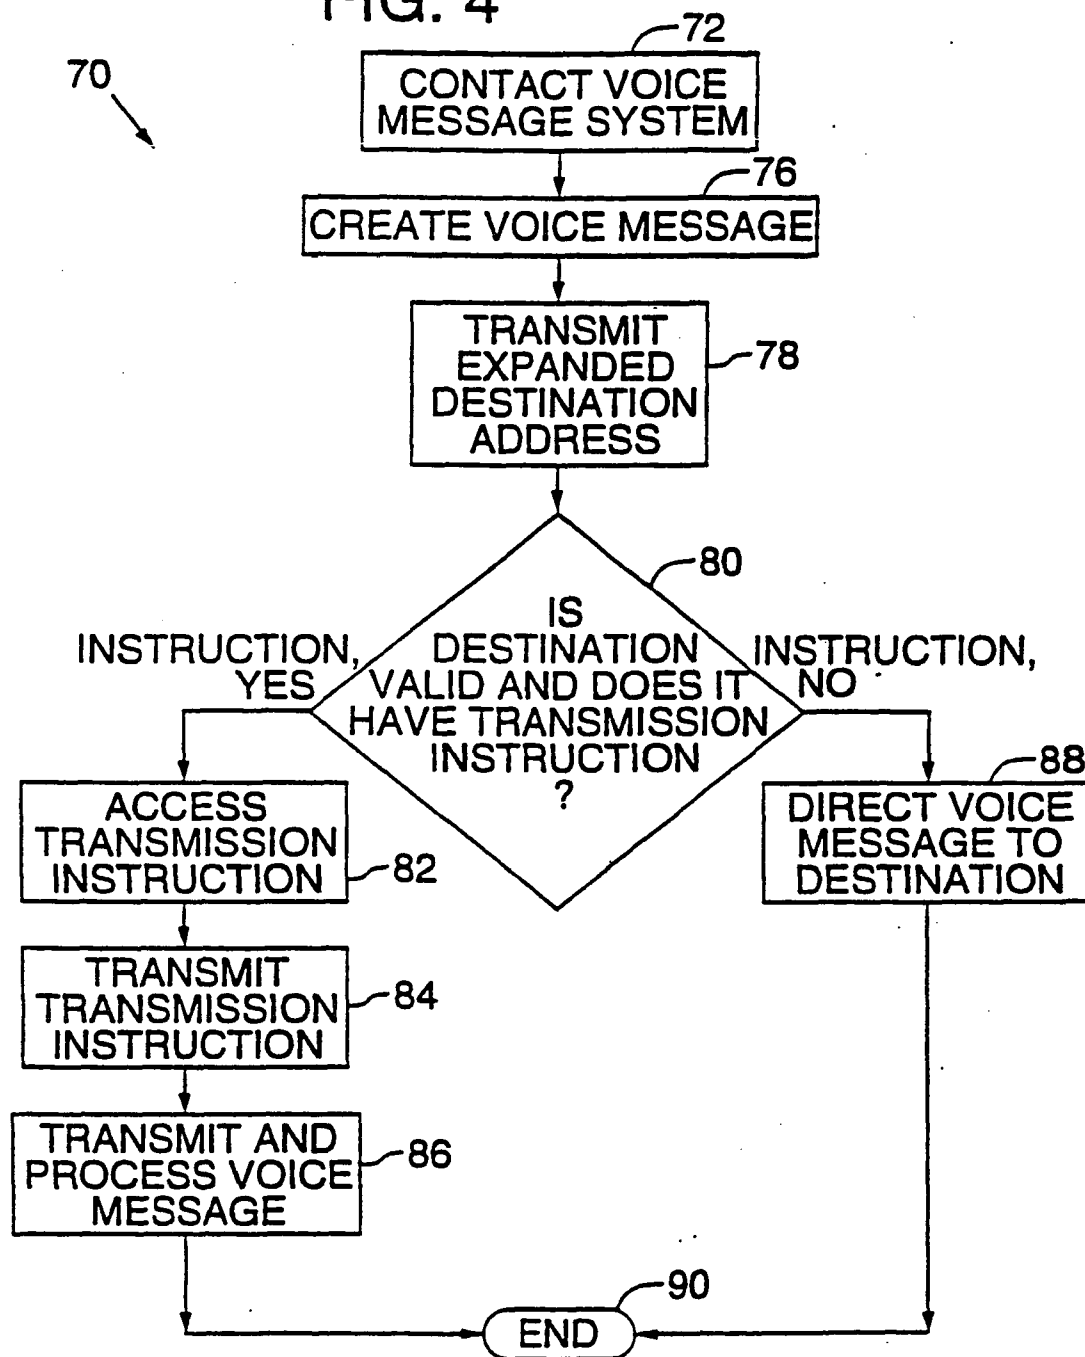 FIG. 4
70
72
CONTACT VOICE
MESSAGE SYSTEM
76
CREATE VOICE MESSAGE
TRANSMIT
EXPANDED
DESTINATION
ADDRESS
78
80
IS
DESTINATION
VALID AND DOES IT
HAVE TRANSMISSION
INSTRUCTION
?
INSTRUCTION,
YES
INSTRUCTION,
NO
ACCESS
TRANSMISSION
INSTRUCTION
82
88
DIRECT VOICE
MESSAGE TO
DESTINATION
TRANSMIT
TRANSMISSION
INSTRUCTION
84
TRANSMIT AND
PROCESS VOICE
MESSAGE
86
90
END